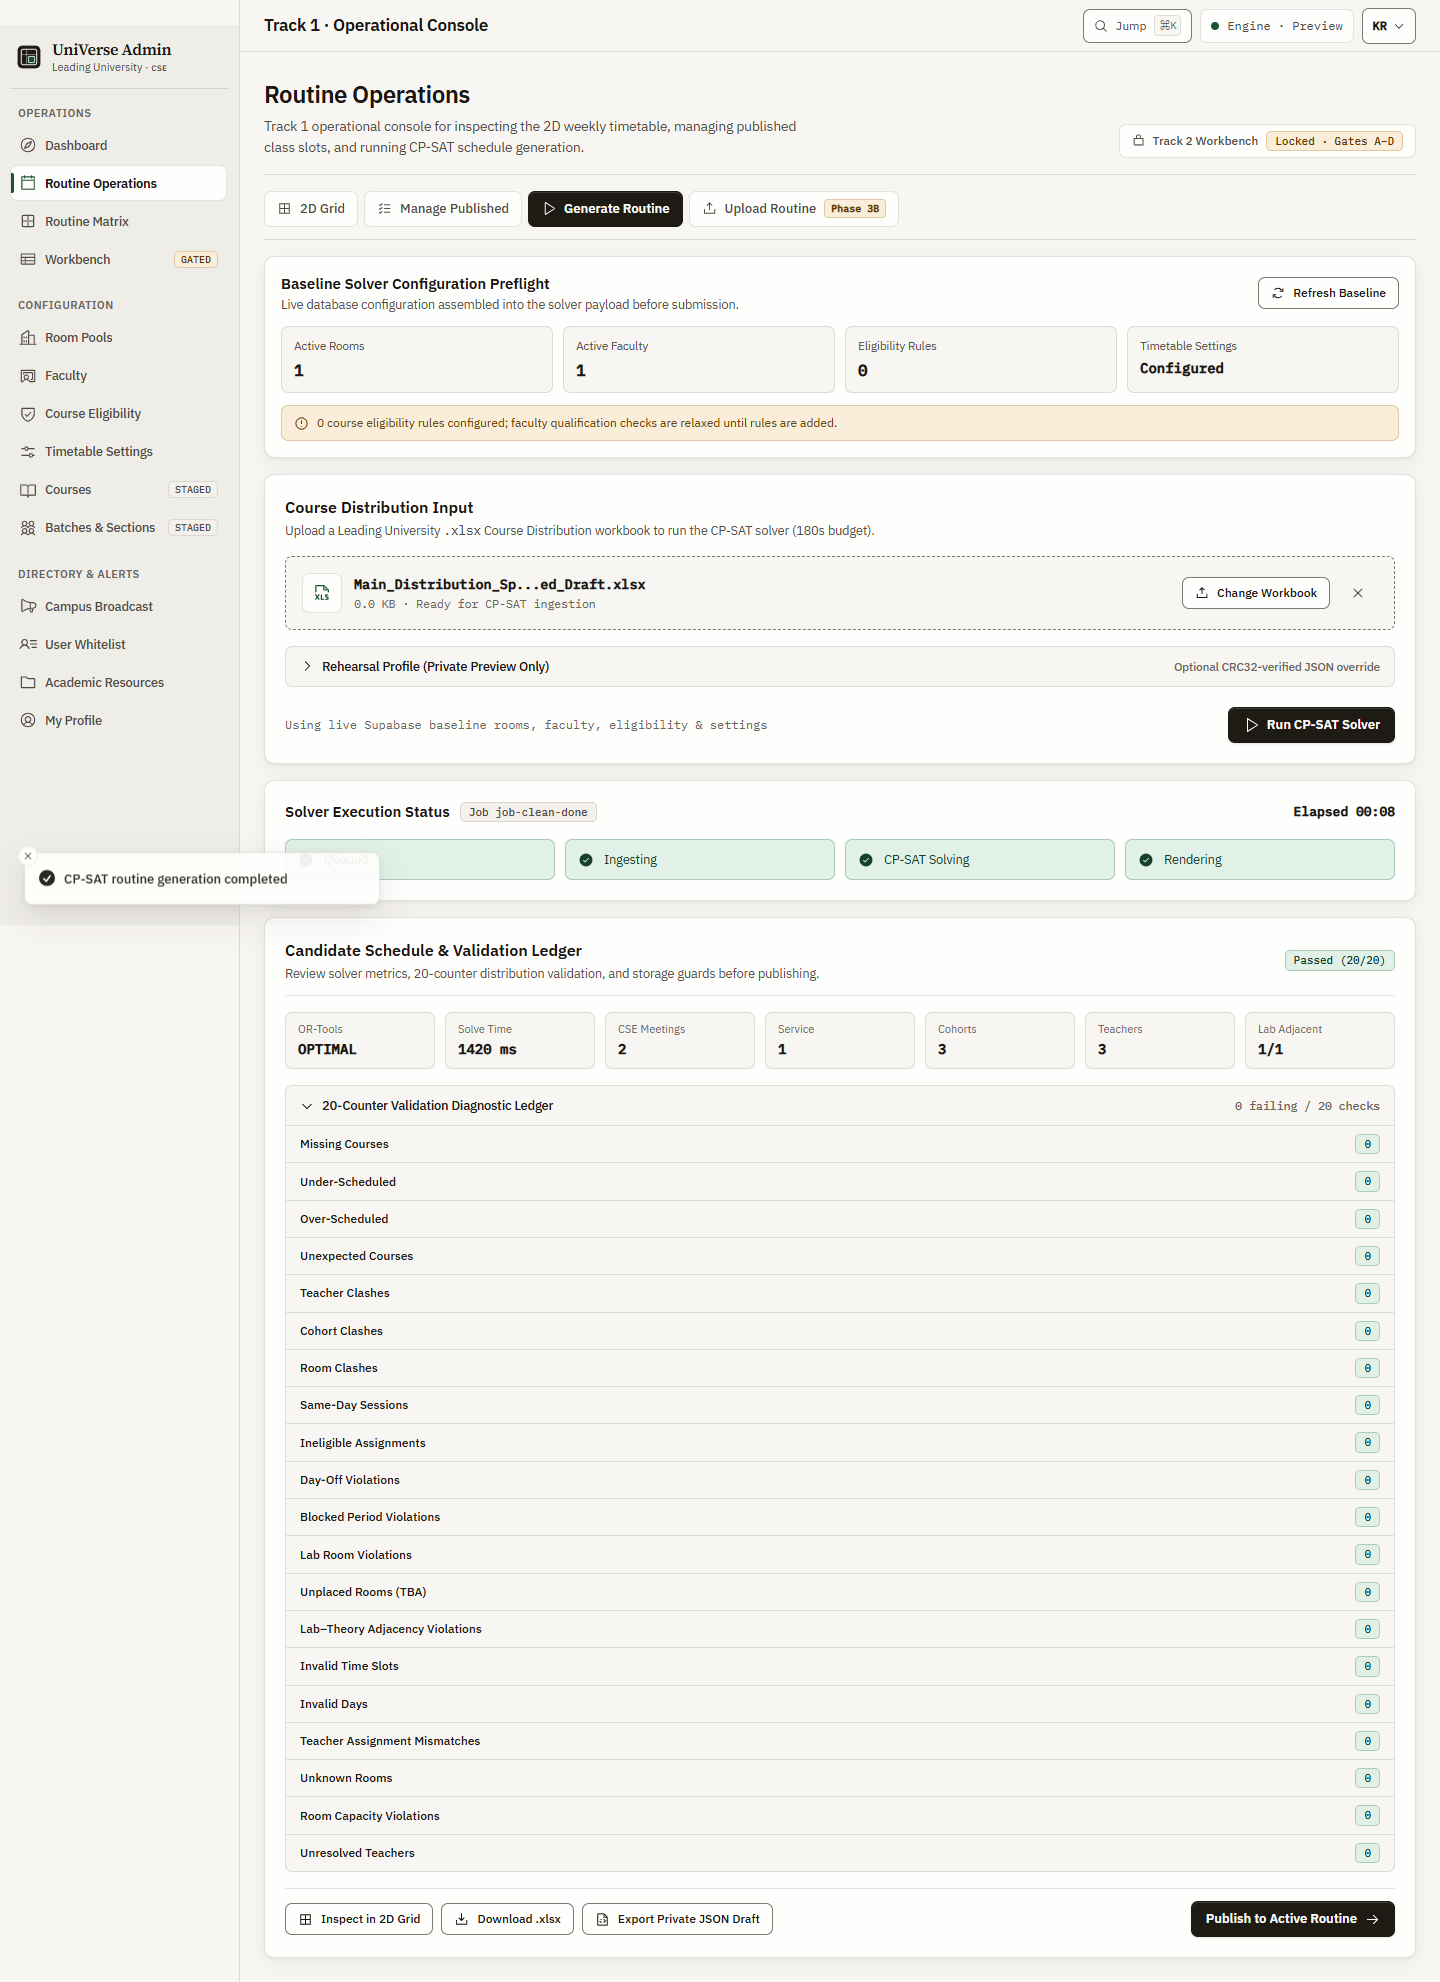 UniVerse Admin
Leading University · CSE
OPERATIONS
Dashboard
Routine Operations
Routine Matrix
Workbench GATED
CONFIGURATION
Room Pools
Faculty
Course Eligibility
Timetable Settings
Courses STAGED
Batches & Sections STAGED
DIRECTORY & ALERTS
Campus Broadcast
User Whitelist
Academic Resources
My Profile
Track 1 · Operational Console
Jump ⌘K
Engine · Preview
KR
Routine Operations
Track 1 operational console for inspecting the 2D weekly timetable, managing published
class slots, and running CP-SAT schedule generation.
Track 2 Workbench Locked · Gates A–D
2D Grid
Manage Published
Generate Routine
Upload Routine Phase 3B
Baseline Solver Configuration Preflight
Live database configuration assembled into the solver payload before submission.
Refresh Baseline
Active Rooms
1
Active Faculty
1
Eligibility Rules
0
Timetable Settings
Configured
0 course eligibility rules configured; faculty qualification checks are relaxed until rules are added.
Course Distribution Input
Upload a Leading University .xlsx Course Distribution workbook to run the CP-SAT solver (180s budget).
XLS
Main_Distribution_Sp...ed_Draft.xlsx
0.0 KB · Ready for CP-SAT ingestion
Change Workbook
Rehearsal Profile (Private Preview Only)
Optional CRC32-verified JSON override
Using live Supabase baseline rooms, faculty, eligibility & settings
Run CP-SAT Solver
Solver Execution Status
Job job-clean-done
Elapsed 00:08
Queued
Ingesting
CP-SAT Solving
Rendering
CP-SAT routine generation completed
Candidate Schedule & Validation Ledger
Review solver metrics, 20-counter distribution validation, and storage guards before publishing.
Passed (20/20)
OR-Tools
OPTIMAL
Solve Time
1420 ms
CSE Meetings
2
Service
1
Cohorts
3
Teachers
3
Lab Adjacent
1/1
20-Counter Validation Diagnostic Ledger
0 failing / 20 checks
Missing Courses 0
Under-Scheduled 0
Over-Scheduled 0
Unexpected Courses 0
Teacher Clashes 0
Cohort Clashes 0
Room Clashes 0
Same-Day Sessions 0
Ineligible Assignments 0
Day-Off Violations 0
Blocked Period Violations 0
Lab Room Violations 0
Unplaced Rooms (TBA) 0
Lab–Theory Adjacency Violations 0
Invalid Time Slots 0
Invalid Days 0
Teacher Assignment Mismatches 0
Unknown Rooms 0
Room Capacity Violations 0
Unresolved Teachers 0
Inspect in 2D Grid
Download .xlsx
Export Private JSON Draft
Publish to Active Routine →